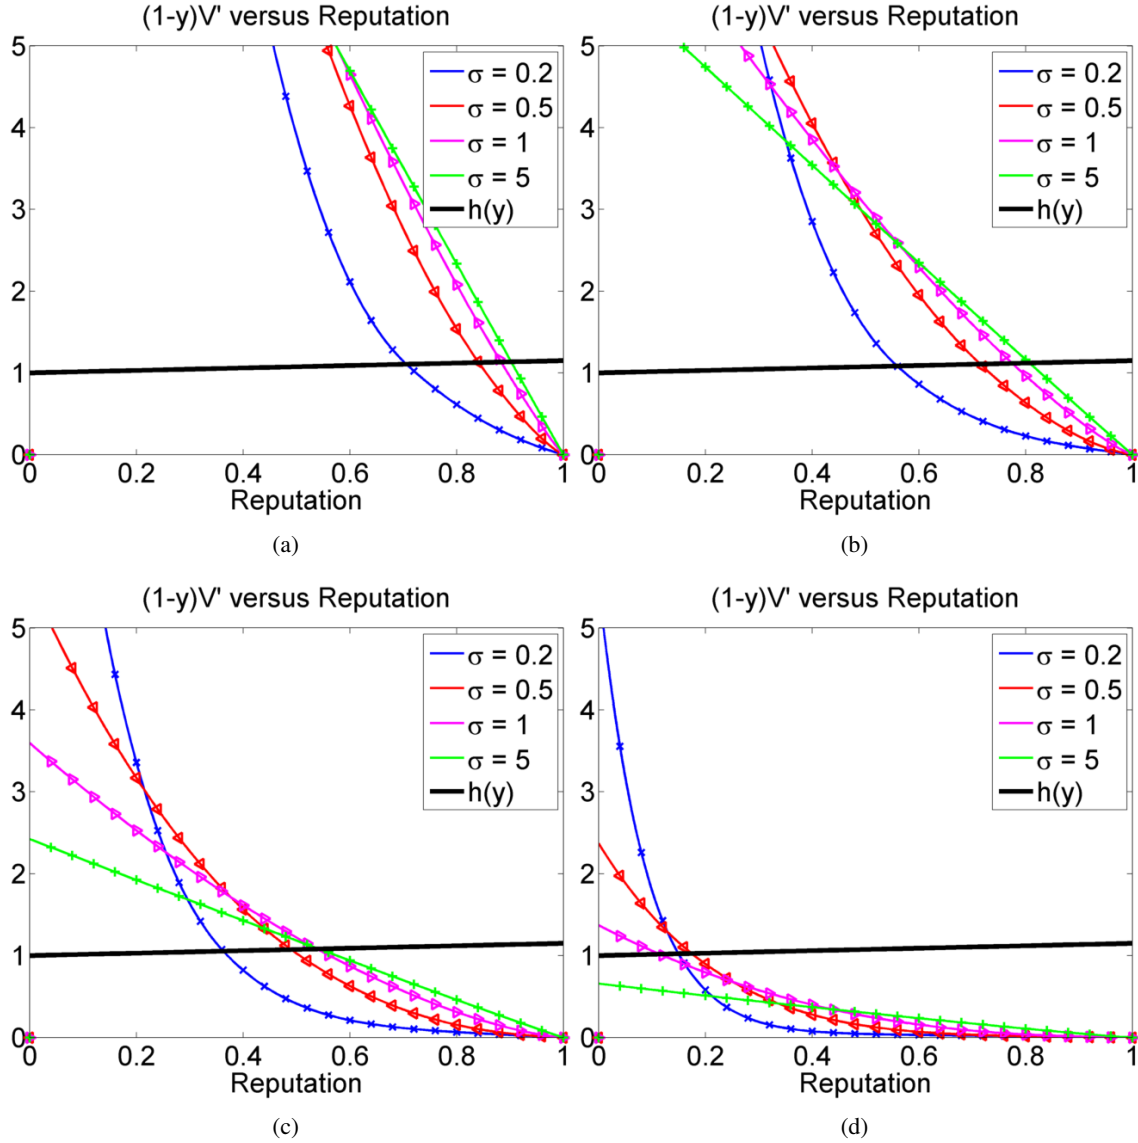 (1-y)V' versus Reputation
5
4
3
2
1
0
0 0.2 0.4 0.6 0.8 1
Reputation
σ = 0.2
σ = 0.5
σ = 1
σ = 5
h(y)
(a)
(1-y)V' versus Reputation
5
4
3
2
1
0
0 0.2 0.4 0.6 0.8 1
Reputation
σ = 0.2
σ = 0.5
σ = 1
σ = 5
h(y)
(b)
(1-y)V' versus Reputation
5
4
3
2
1
0
0 0.2 0.4 0.6 0.8 1
Reputation
σ = 0.2
σ = 0.5
σ = 1
σ = 5
h(y)
(c)
(1-y)V' versus Reputation
5
4
3
2
1
0
0 0.2 0.4 0.6 0.8 1
Reputation
σ = 0.2
σ = 0.5
σ = 1
σ = 5
h(y)
(d)